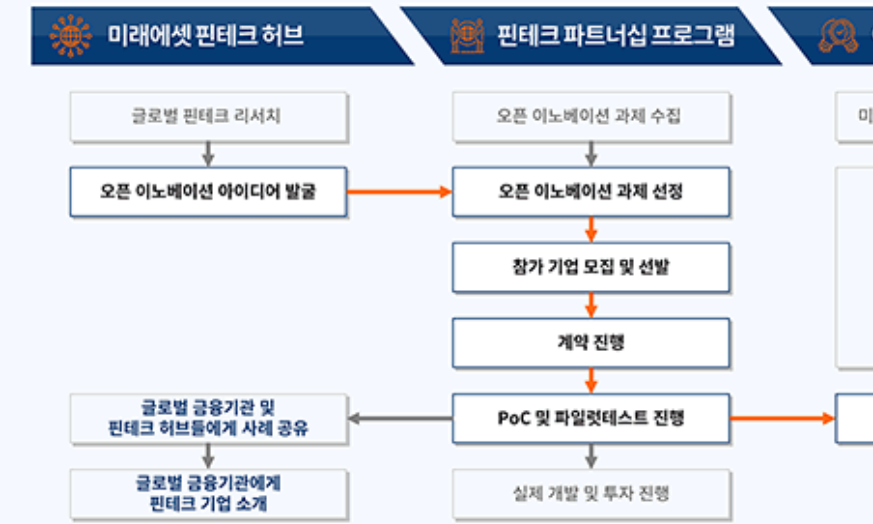 미래에셋 핀테크 허브
핀테크 파트너십 프로그램
글로벌 핀테크 리서치
오픈 이노베이션 과제 수집
오픈 이노베이션 아이디어 발굴
오픈 이노베이션 과제 선정
참가 기업 모집 및 선발
계약 진행
글로벌 금융기관 및
핀테크 허브들에게 사례 공유
PoC 및 파일럿테스트 진행
글로벌 금융기관에게
핀테크 기업 소개
실제 개발 및 투자 진행